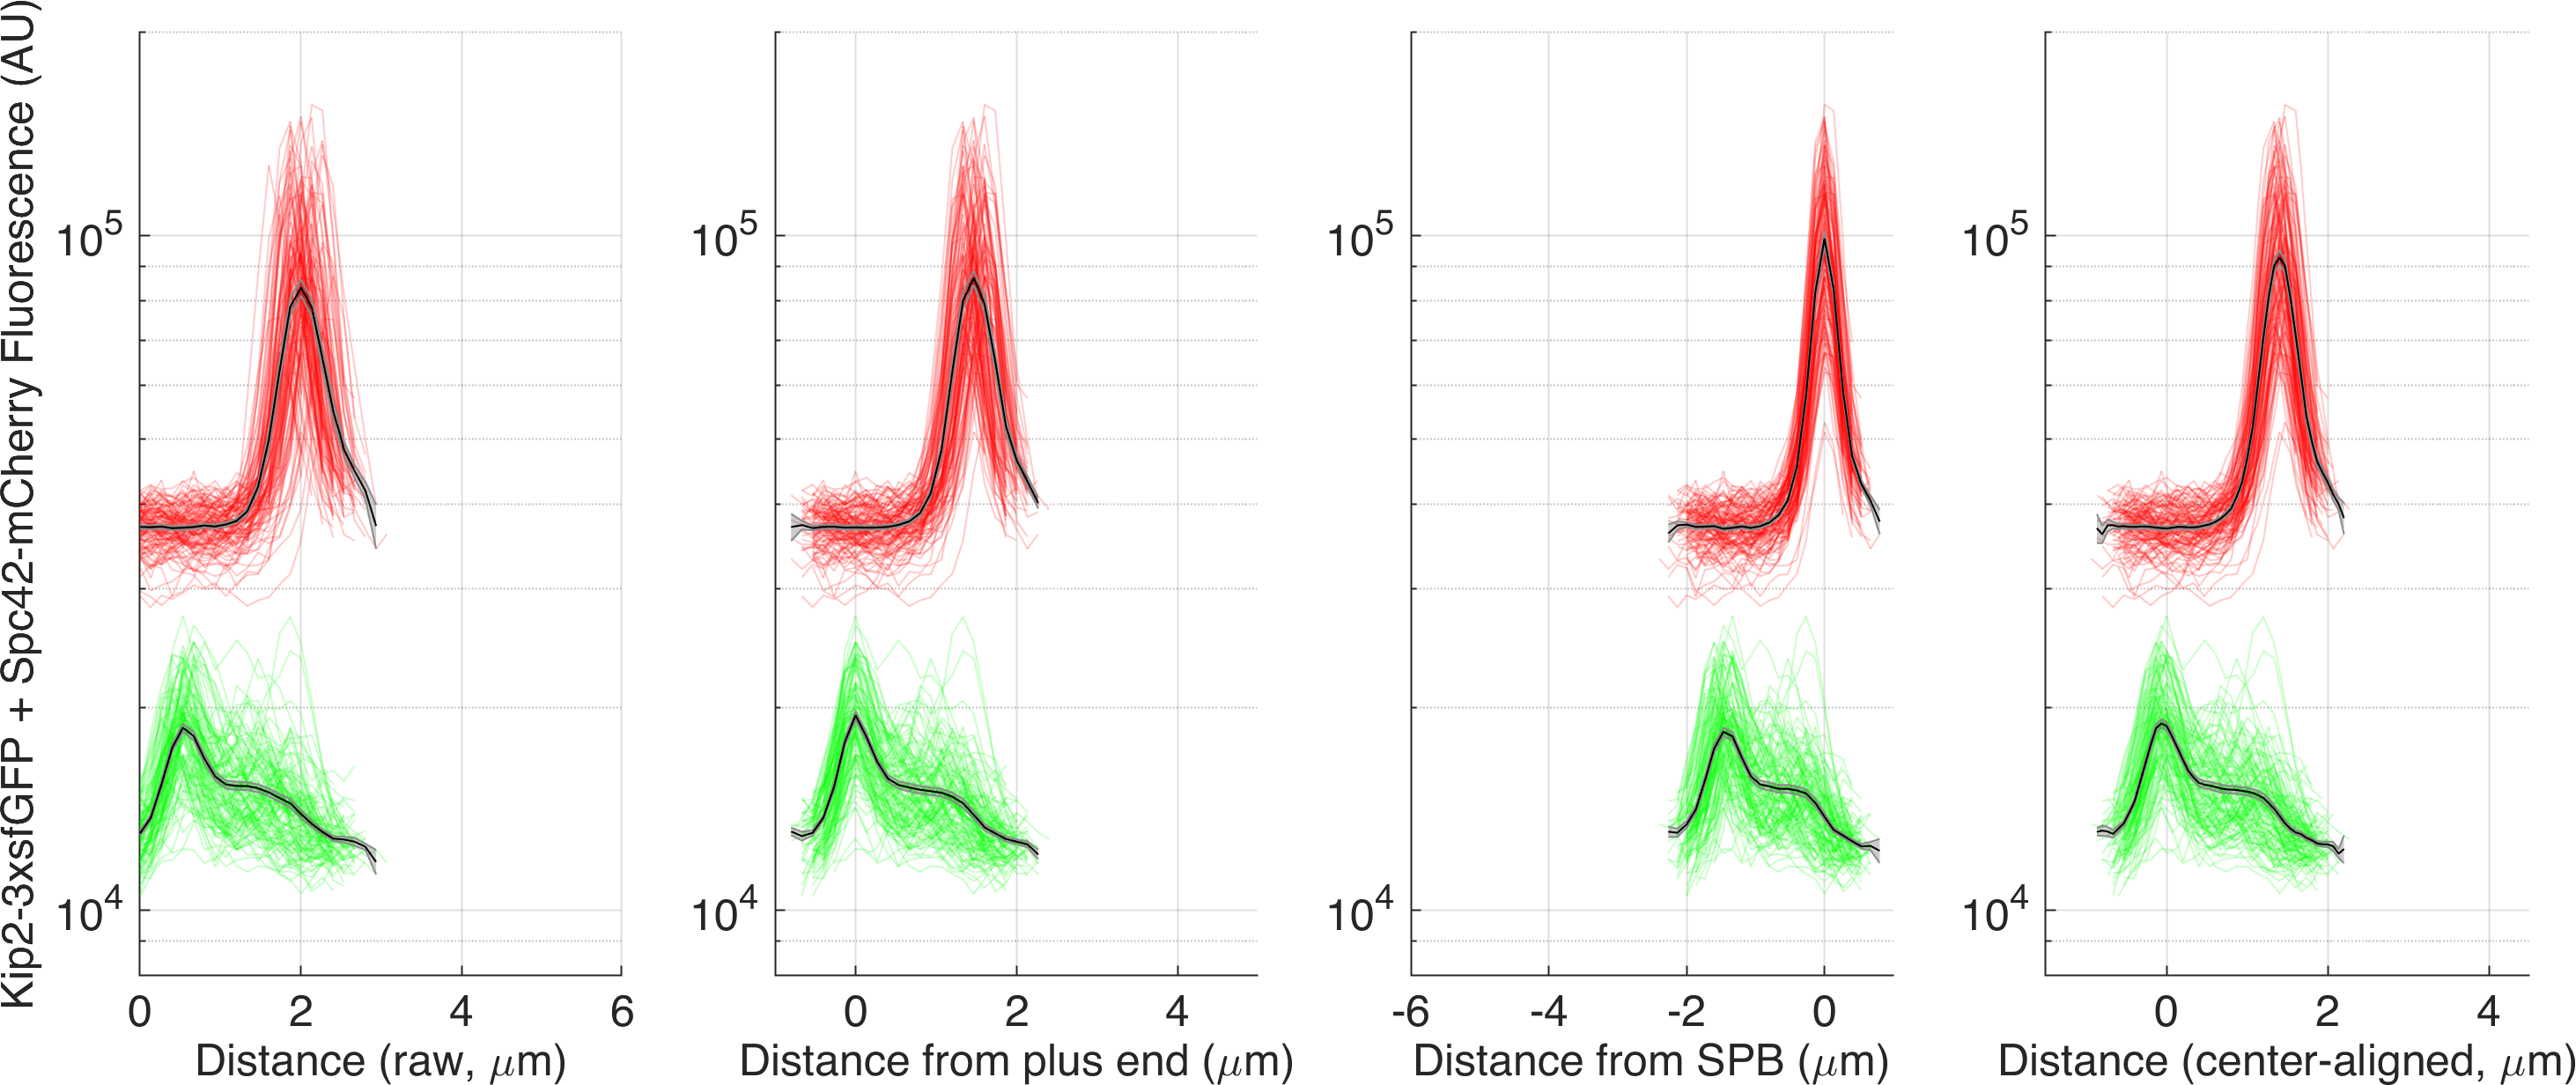 Kip2-3xsfGFP + Spc42-mCherry Fluorescence (AU)
10^5
10^4
0 2 4 6
Distance (raw, μm)
10^5
10^4
0 2 4
Distance from plus end (μm)
10^5
10^4
-6 -4 -2 0
Distance from SPB (μm)
10^5
10^4
0 2 4
Distance (center-aligned, μm)